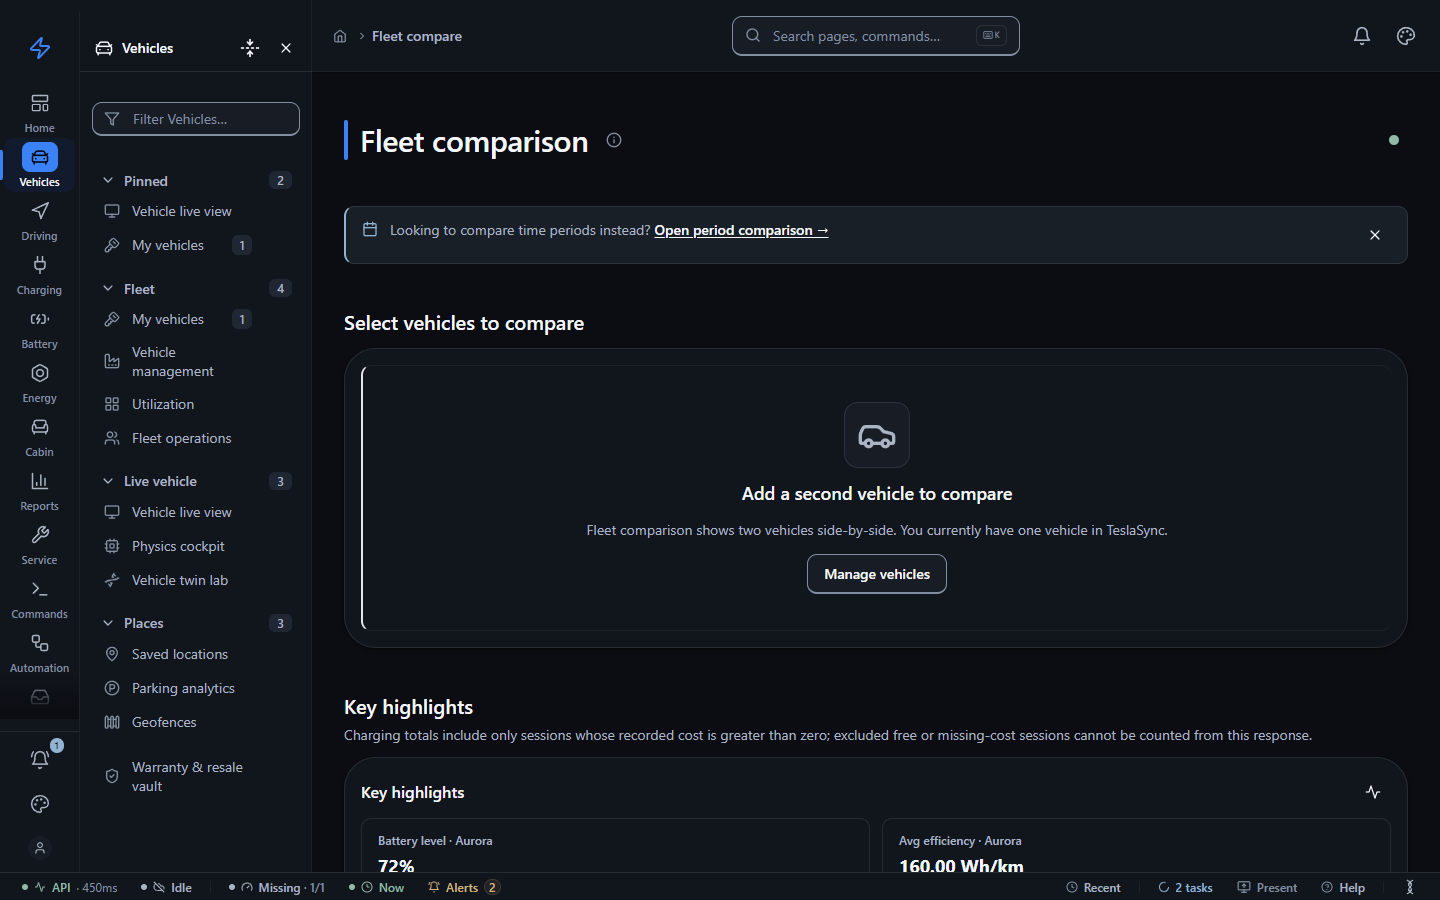 Home
Vehicles
Driving
Charging
Battery
Energy
Cabin
Reports
Service
Commands
Automation
1
Vehicles
Filter Vehicles...
Pinned 2
Vehicle live view
My vehicles 1
Fleet 4
My vehicles 1
Vehicle
management
Utilization
Fleet operations
Live vehicle 3
Vehicle live view
Physics cockpit
Vehicle twin lab
Places 3
Saved locations
Parking analytics
Geofences
Warranty & resale
vault
Fleet compare
Search pages, commands... K
Fleet comparison
Looking to compare time periods instead? Open period comparison →
Select vehicles to compare
Add a second vehicle to compare
Fleet comparison shows two vehicles side-by-side. You currently have one vehicle in TeslaSync.
Manage vehicles
Key highlights
Charging totals include only sessions whose recorded cost is greater than zero; excluded free or missing-cost sessions cannot be counted from this response.
Key highlights
Battery level · Aurora
72%
Avg efficiency · Aurora
160.00 Wh/km
API · 450ms Idle Missing · 1/1 Now Alerts 2 Recent 2 tasks Present Help